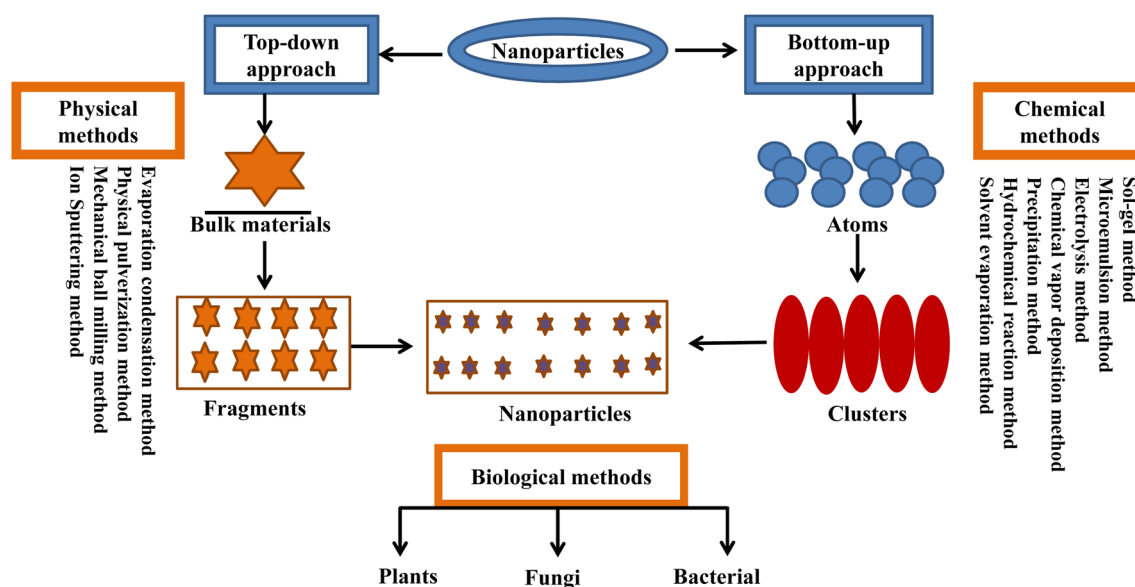 Top-down
approach
Nanoparticles
Bottom-up
approach
Physical
methods
Chemical
methods
Evaporation condensation method
Physical pulverization method
Mechanical ball milling method
Ion Sputtering method
Bulk materials
Atoms
Sol-gel method
Microemulsion method
Electrolysis method
Chemical vapor deposition method
Precipitation method
Hydrochemical reaction method
Solvent evaporation method
Fragments
Nanoparticles
Clusters
Biological methods
Plants
Fungi
Bacterial